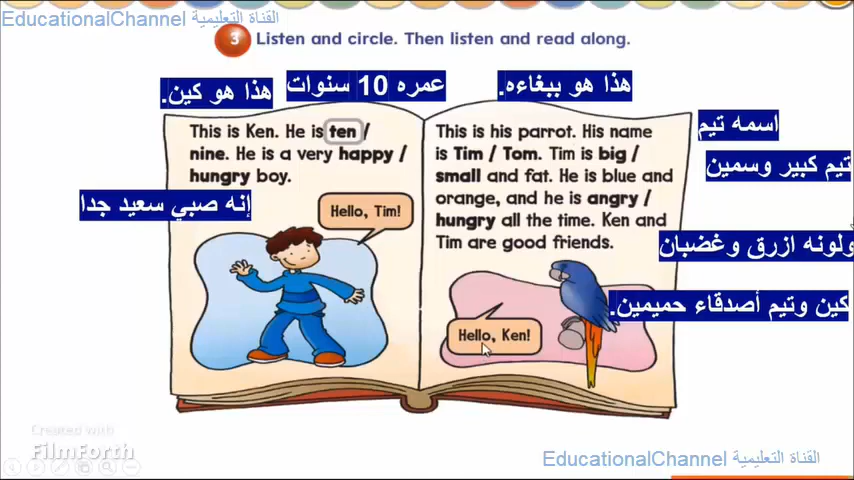 EducationalChannel القناة التعليمية
3 Listen and circle. Then listen and read along.
هذا هو كين.
عمره 10 سنوات
هذا هو ببغاءه.
This is Ken. He is ten /
nine. He is a very happy /
hungry boy.
إنه صبي سعيد جدا
Hello, Tim!
اسمه تيم
This is his parrot. His name
is Tim / Tom. Tim is big /
تيم كبير وسمين
small and fat. He is blue and
orange, and he is angry /
hungry all the time. Ken and
Tim are good friends.
ولونه ازرق وغضبان
كين وتيم أصدقاء حميمين.
Hello, Ken!
Created with
FilmForth
EducationalChannel القناة التعليمية